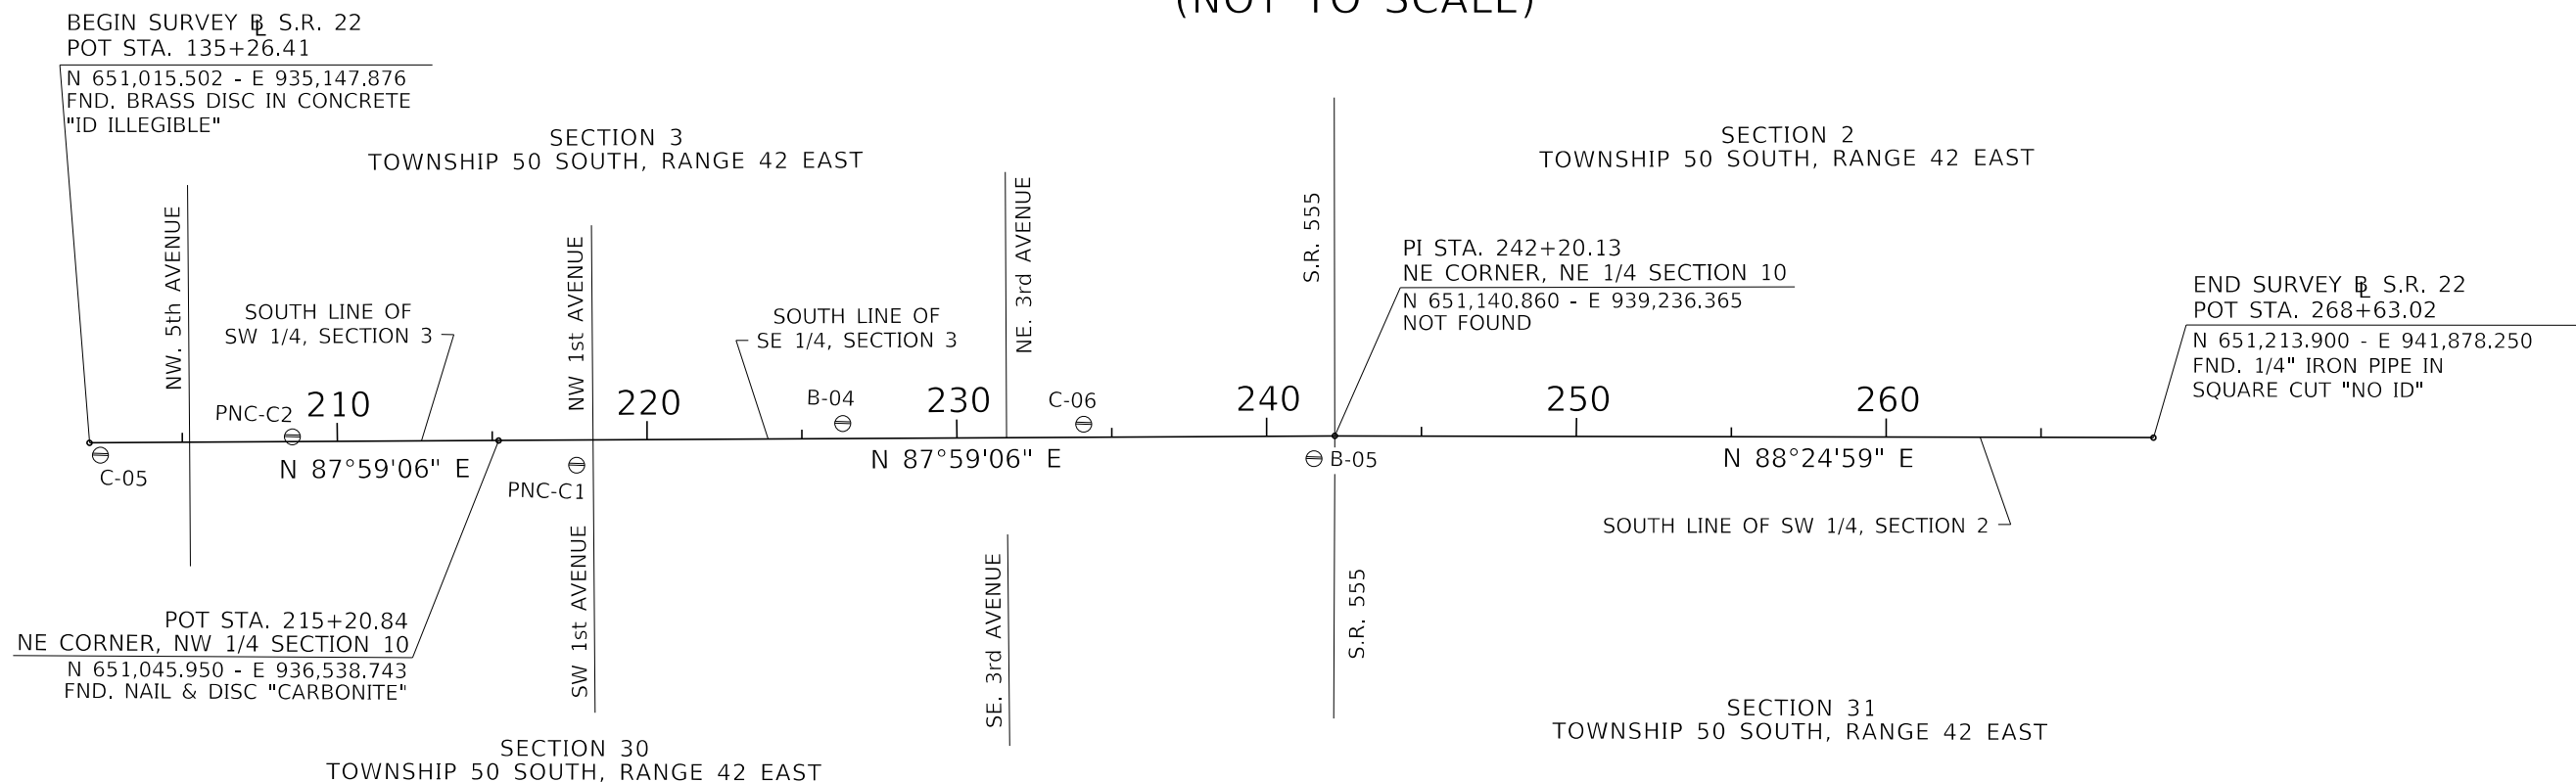 (NOT TO SCALE)
BEGIN SURVEY BL S.R. 22
POT STA. 135+26.41
N 651,015.502 - E 935,147.876
FND. BRASS DISC IN CONCRETE
"ID ILLEGIBLE"
SECTION 3
TOWNSHIP 50 SOUTH, RANGE 42 EAST
SECTION 2
TOWNSHIP 50 SOUTH, RANGE 42 EAST
NW. 5th AVENUE
NW 1st AVENUE
NE. 3rd AVENUE
S.R. 555
PI STA. 242+20.13
NE CORNER, NE 1/4 SECTION 10
N 651,140.860 - E 939,236.365
NOT FOUND
END SURVEY BL S.R. 22
POT STA. 268+63.02
N 651,213.900 - E 941,878.250
FND. 1/4" IRON PIPE IN
SQUARE CUT "NO ID"
SOUTH LINE OF
SW 1/4, SECTION 3
SOUTH LINE OF
SE 1/4, SECTION 3
PNC-C2
210
220
B-04
230
C-06
240
250
260
C-05
N 87°59'06" E
PNC-C1
N 87°59'06" E
B-05
N 88°24'59" E
SOUTH LINE OF SW 1/4, SECTION 2
SW 1st AVENUE
SE. 3rd AVENUE
S.R. 555
POT STA. 215+20.84
NE CORNER, NW 1/4 SECTION 10
N 651,045.950 - E 936,538.743
FND. NAIL & DISC "CARBONITE"
SECTION 30
TOWNSHIP 50 SOUTH, RANGE 42 EAST
SECTION 31
TOWNSHIP 50 SOUTH, RANGE 42 EAST